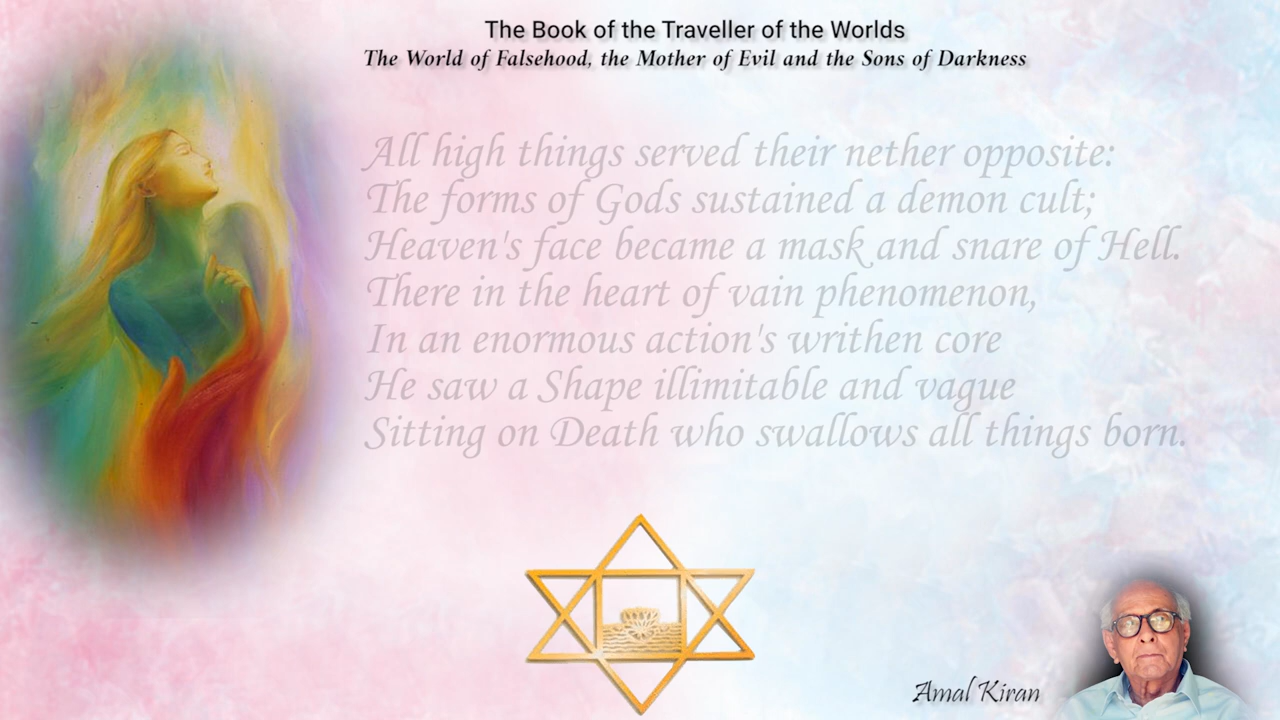 The Book of the Traveller of the Worlds
The World of Falsehood, the Mother of Evil and the Sons of Darkness
All high things served their nether opposite:
The forms of Gods sustained a demon cult;
Heaven's face became a mask and snare of Hell.
There in the heart of vain phenomenon,
In an enormous action's writhen core
He saw a Shape illimitable and vague
Sitting on Death who swallows all things born.
Amal Kiran